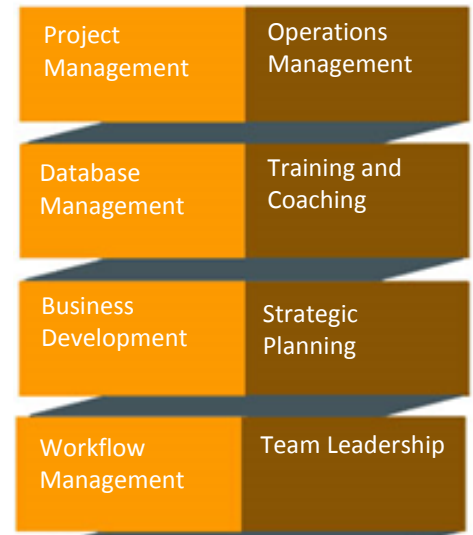 Project
Management
Operations
Management
Database
Management
Training and
Coaching
Business
Development
Strategic
Planning
Workflow
Management
Team Leadership